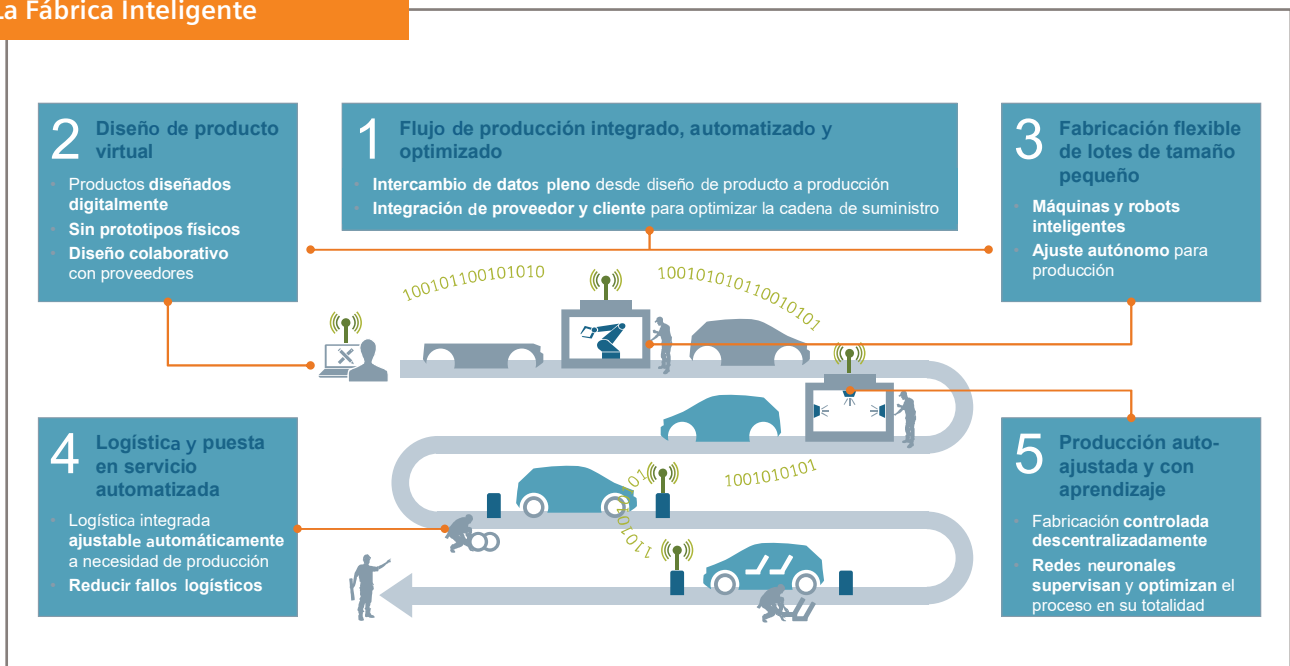 La Fábrica Inteligente
2 Diseño de producto
virtual
Productos diseñados
digitalmente
Sin prototipos físicos
Diseño colaborativo
con proveedores
1 Flujo de producción integrado, automatizado y
optimizado
Intercambio de datos pleno desde diseño de producto a producción
Integración de proveedor y cliente para optimizar la cadena de suministro
3 Fabricación flexible
de lotes de tamaño
pequeño
Máquinas y robots
inteligentes
Ajuste autónomo para
producción
100101100101010
100101010110010101
4 Logística y puesta
en servicio
automatizada
Logística integrada
ajustable automáticamente
a necesidad de producción
Reducir fallos logísticos
1001010101
5 Producción auto-
ajustada y con
aprendizaje
Fabricación controlada
descentralizadamente
Redes neuronales
supervisan y optimizan el
proceso en su totalidad